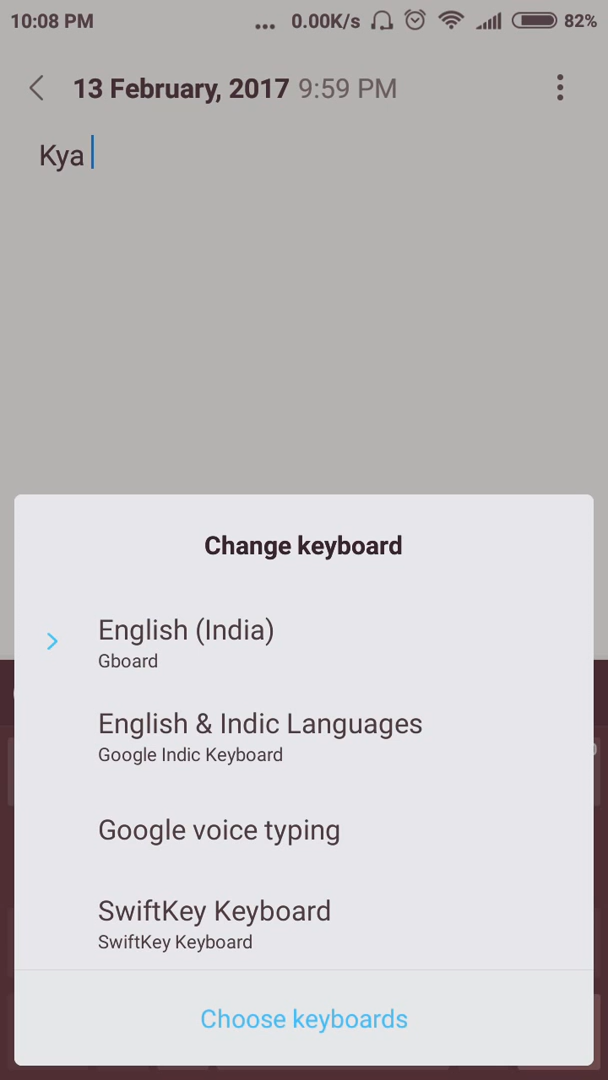 10:08 PM ... 0.00K/s 82%
13 February, 2017 9:59 PM
Kya
Change keyboard
English (India)
Gboard
English & Indic Languages
Google Indic Keyboard
Google voice typing
SwiftKey Keyboard
SwiftKey Keyboard
Choose keyboards